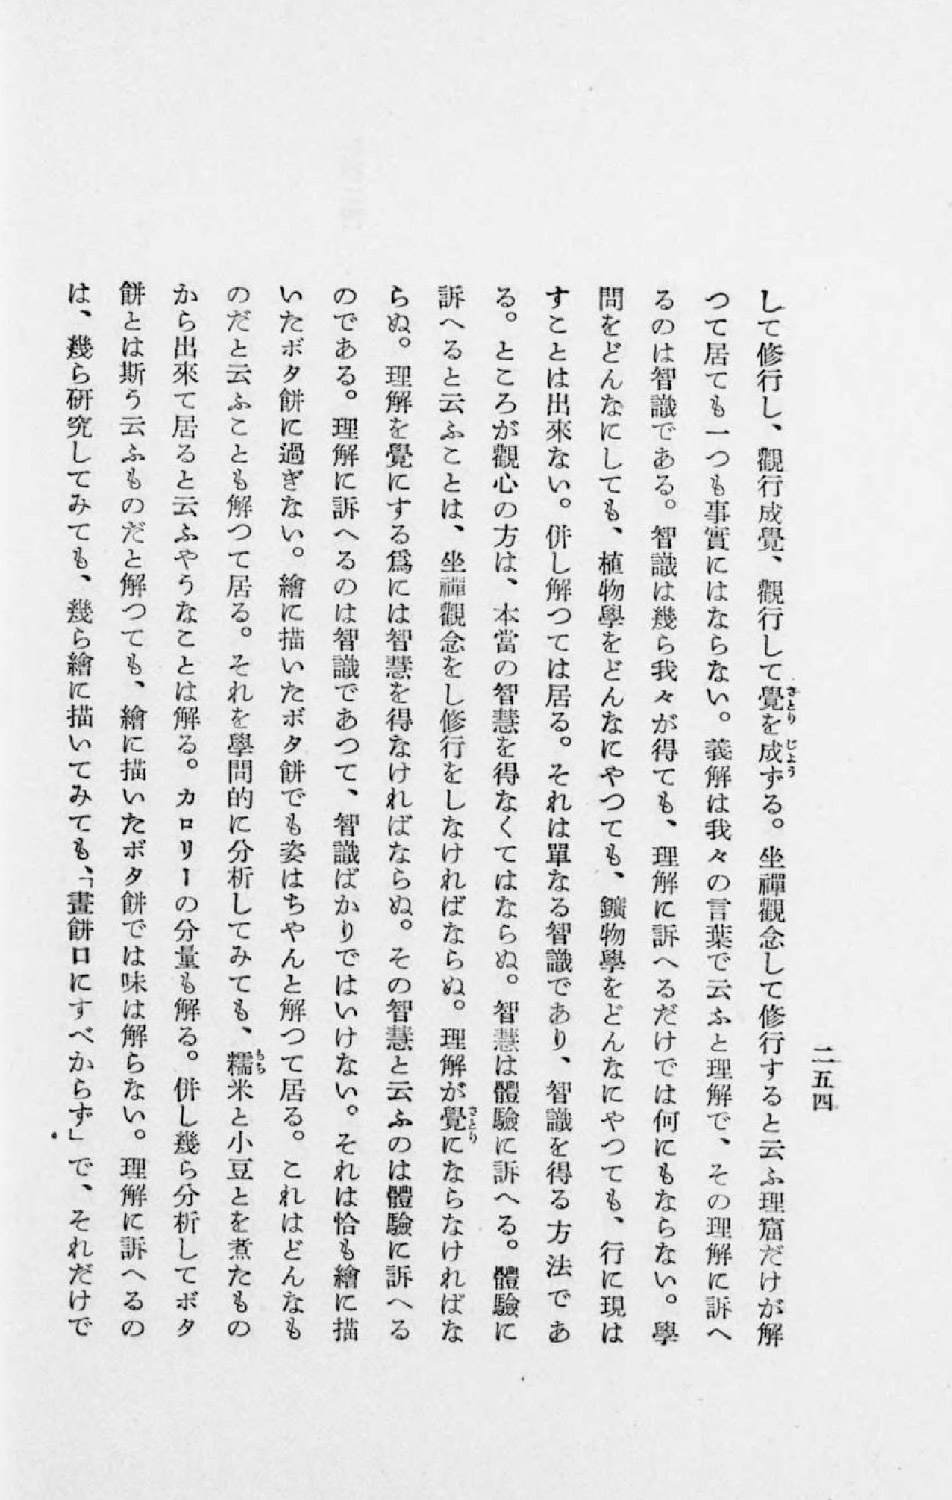 二五四
して修行し、觀行成覺、觀行して覺を成ずる。坐禪觀念して修行すると云ふ理窟だけが解
つて居ても一つも事實にはならない。義解は我々の言葉で云ふと理解で、その理解に訴へ
るのは智識である。智識は幾ら我々が得ても、理解に訴へるだけでは何にもならない。學
問をどんなにしても、植物學をどんなにやつても、鑛物學をどんなにやつても、行に現は
すことは出來ない。併し解つては居る。それは單なる智識であり、智識を得る方法であ
る。ところが觀心の方は、本當の智慧を得なくてはならぬ。智慧は體驗に訴へる。體驗に
訴へると云ふことは、坐禪觀念をし修行をしなければならぬ。理解が覺にならなければな
らぬ。理解を覺にする爲には智慧を得なければならぬ。その智慧と云ふのは體驗に訴へる
のである。理解に訴へるのは智識であつて、智識ばかりではいけない。それは恰も繪に描
いたボタ餅に過ぎない。繪に描いたボタ餅でも姿はちやんと解つて居る。これはどんなも
のだと云ふことも解つて居る。それを學問的に分析してみても、糯米と小豆とを煮たもの
から出來て居ると云ふやうなことは解る。カロリーの分量も解る。併し幾ら分析してボタ
餅とは斯う云ふものだと解つても、繪に描いたボタ餅では味は解らない。理解に訴へるの
は、幾ら硏究してみても、幾ら繪に描いてみても、「畫餅口にすべからず」で、それだけで